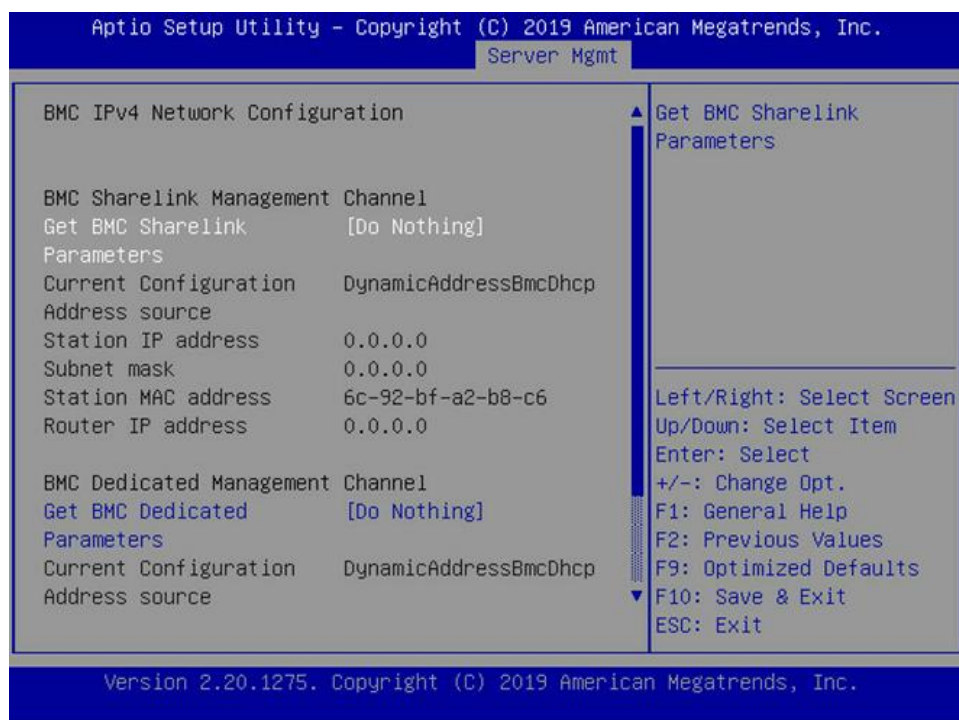 Aptio Setup Utility – Copyright (C) 2019 American Megatrends, Inc.
Server Mgmt
BMC IPv4 Network Configuration
BMC Sharelink Management Channel
Get BMC Sharelink [Do Nothing]
Parameters
Current Configuration DynamicAddressBmcDhcp
Address source
Station IP address 0.0.0.0
Subnet mask 0.0.0.0
Station MAC address 6c-92-bf-a2-b8-c6
Router IP address 0.0.0.0
BMC Dedicated Management Channel
Get BMC Dedicated [Do Nothing]
Parameters
Current Configuration DynamicAddressBmcDhcp
Address source
Get BMC Sharelink
Parameters
Left/Right: Select Screen
Up/Down: Select Item
Enter: Select
+/-: Change Opt.
F1: General Help
F2: Previous Values
F9: Optimized Defaults
F10: Save & Exit
ESC: Exit
Version 2.20.1275. Copyright (C) 2019 American Megatrends, Inc.